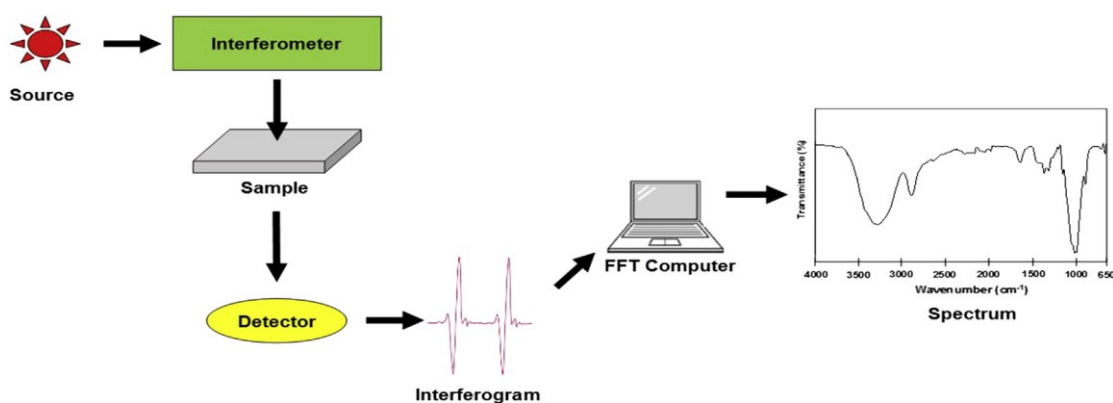 Interferometer
Source
Sample
Detector
Interferogram
FFT Computer
Transmittance (%)
4000 3500 3000 2500 2000 1500 1000 650
Wavenumber (cm⁻¹)
Spectrum